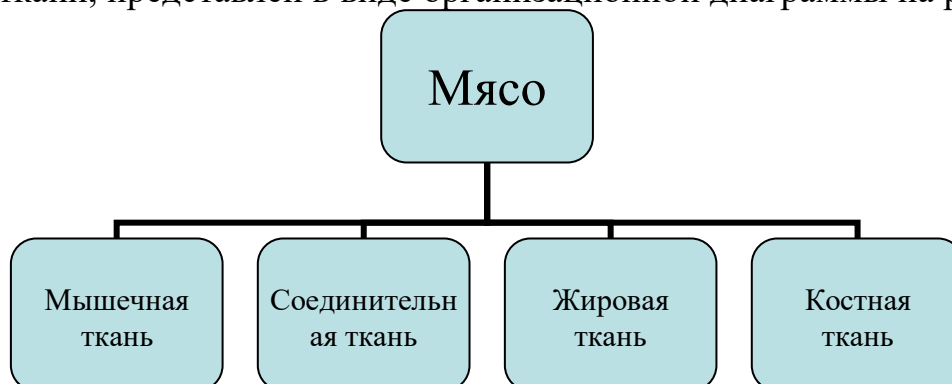 ткани, представлен в виде организационной диаграммы на
Мясо
Мышечная
ткань
Соединительн
ая ткань
Жировая
ткань
Костная
ткань